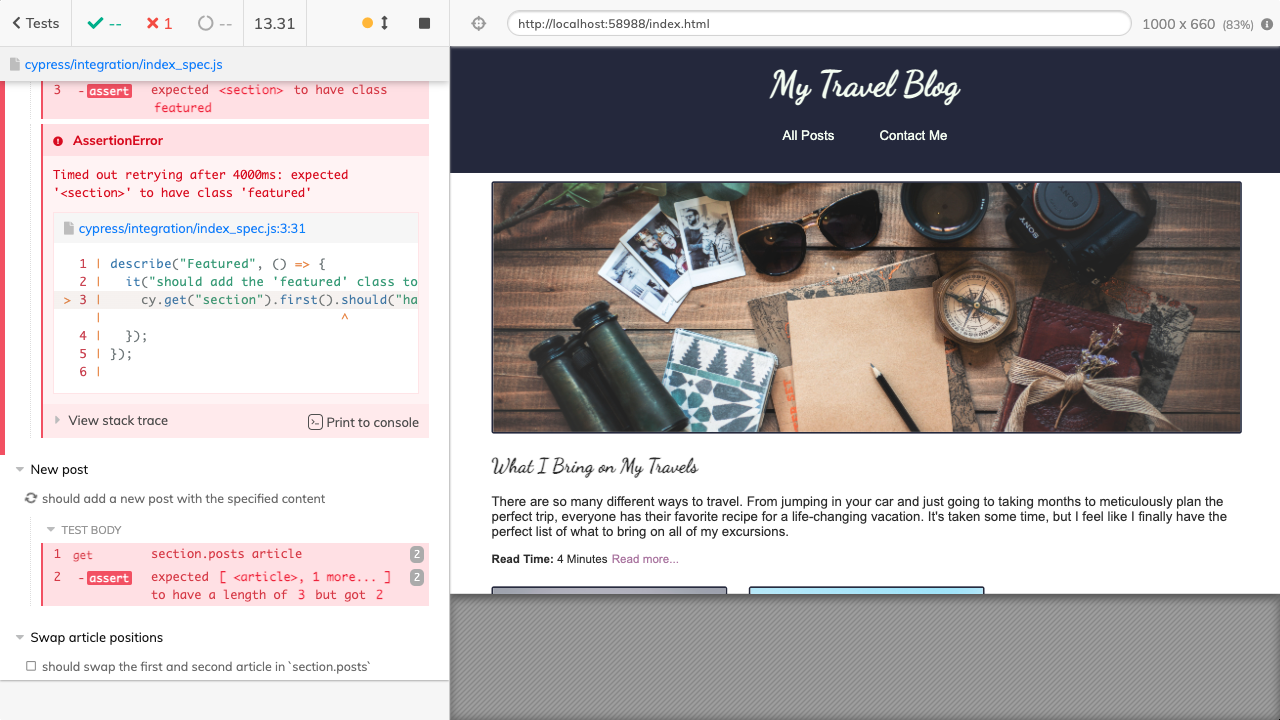 Tests
--
1
--
13.31
http://localhost:58988/index.html
1000 x 660 (83%)
cypress/integration/index_spec.js
3 -assert expected <section> to have class
featured
AssertionError
Timed out retrying after 4000ms: expected
'<section>' to have class 'featured'
cypress/integration/index_spec.js:3:31
1 | describe("Featured", () => {
2 | it("should add the 'featured' class to
> 3 | cy.get("section").first().should("ha
| ^
4 | });
5 | });
6 |
View stack trace
Print to console
New post
should add a new post with the specified content
TEST BODY
1 get section.posts article 2
2 -assert expected [ <article>, 1 more... ] 2
to have a length of 3 but got 2
Swap article positions
should swap the first and second article in `section.posts`
My Travel Blog
All Posts Contact Me
What I Bring on My Travels
There are so many different ways to travel. From jumping in your car and just going to taking months to meticulously plan the
perfect trip, everyone has their favorite recipe for a life-changing vacation. It's taken some time, but I feel like I finally have the
perfect list of what to bring on all of my excursions.
Read Time: 4 Minutes Read more...